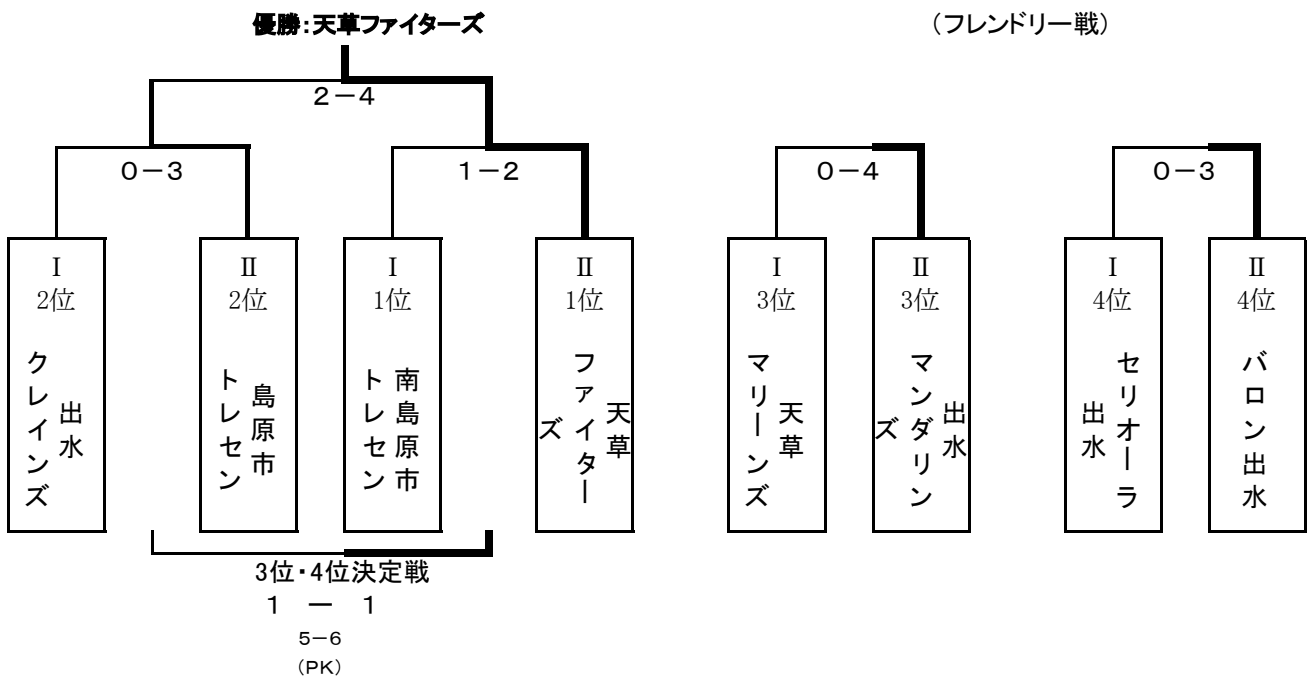 優勝：天草ファイターズ
（フレンドリー戦）
２－４
０－３
１－２
０－４
０－３
Ⅰ
2位
出水
クレインズ
Ⅱ
2位
島原市
トレセン
Ⅰ
1位
南島原市
トレセン
Ⅱ
1位
天草
ファイター
ズ
Ⅰ
3位
天草
マリーンズ
Ⅱ
3位
出水
マンダリン
ズ
Ⅰ
4位
セリオーラ
出水
Ⅱ
4位
バロン出水
3位・4位決定戦
１　－　１
５－６
（PK）